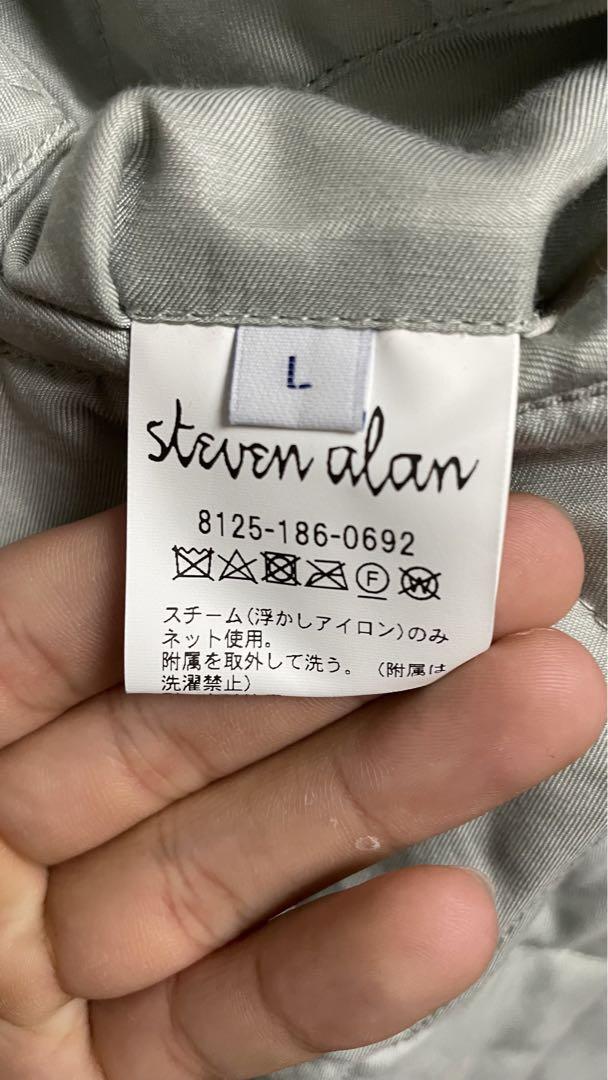 L
steven alan
8125-186-0692
F W
スチーム(浮かしアイロン)のみ
ネット使用。
附属を取外して洗う。 (附属は
洗濯禁止)